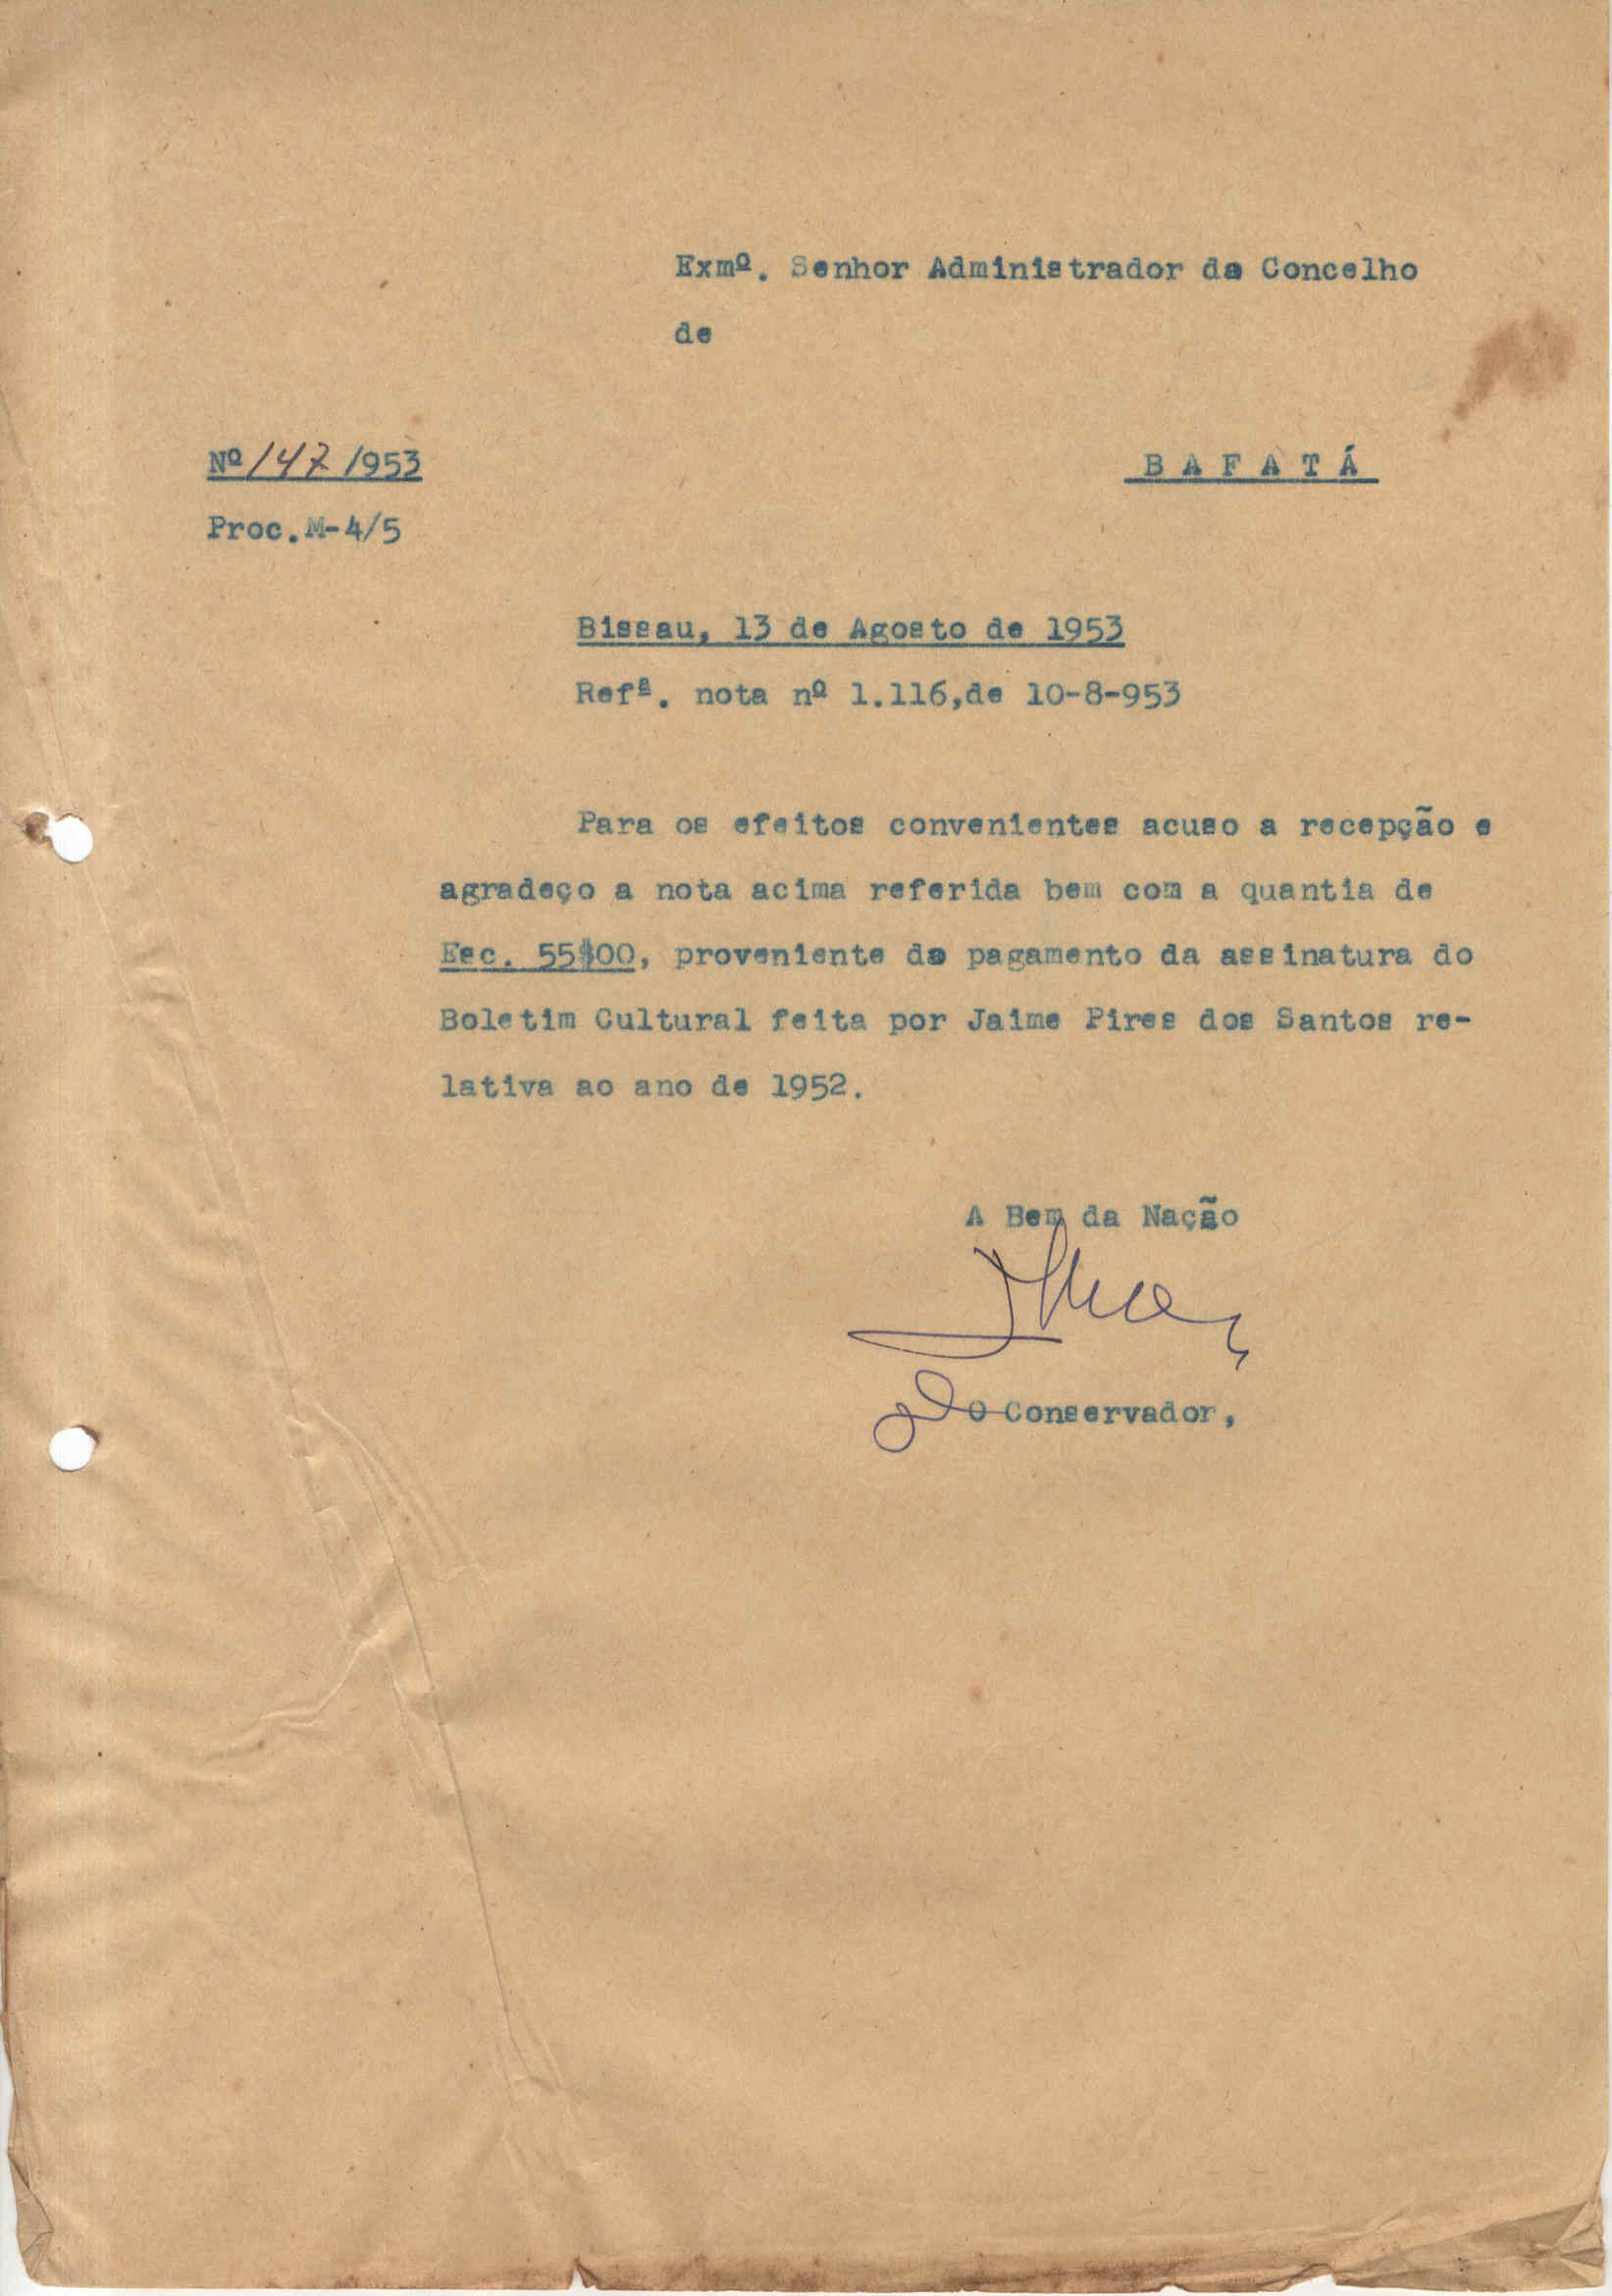 Exmº. Senhor Administrador do Concelho
de
Nº 147/953
B A F A T Á
Proc.M-4/5
Bissau, 13 de Agosto de 1953
Refª. nota nº 1.116,de 10-8-953
Para os efeitos convenientes acuso a recepção e
agradeço a nota acima referida bem com a quantia de
Esc. 55$00, proveniente do pagamento da assinatura do
Boletim Cultural feita por Jaime Pires dos Santos re-
lativa ao ano de 1952.
A Bem da Nação
O Conservador,